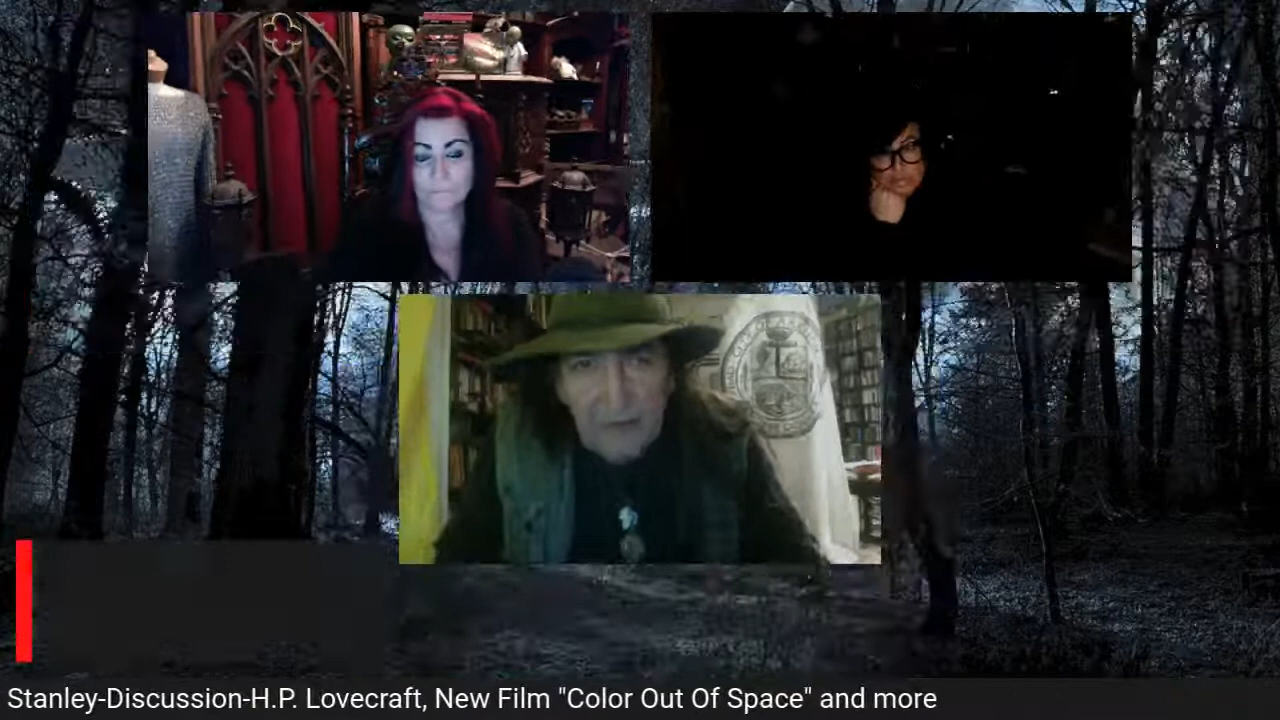 Stanley-Discussion-H.P. Lovecraft, New Film "Color Out Of Space" and more